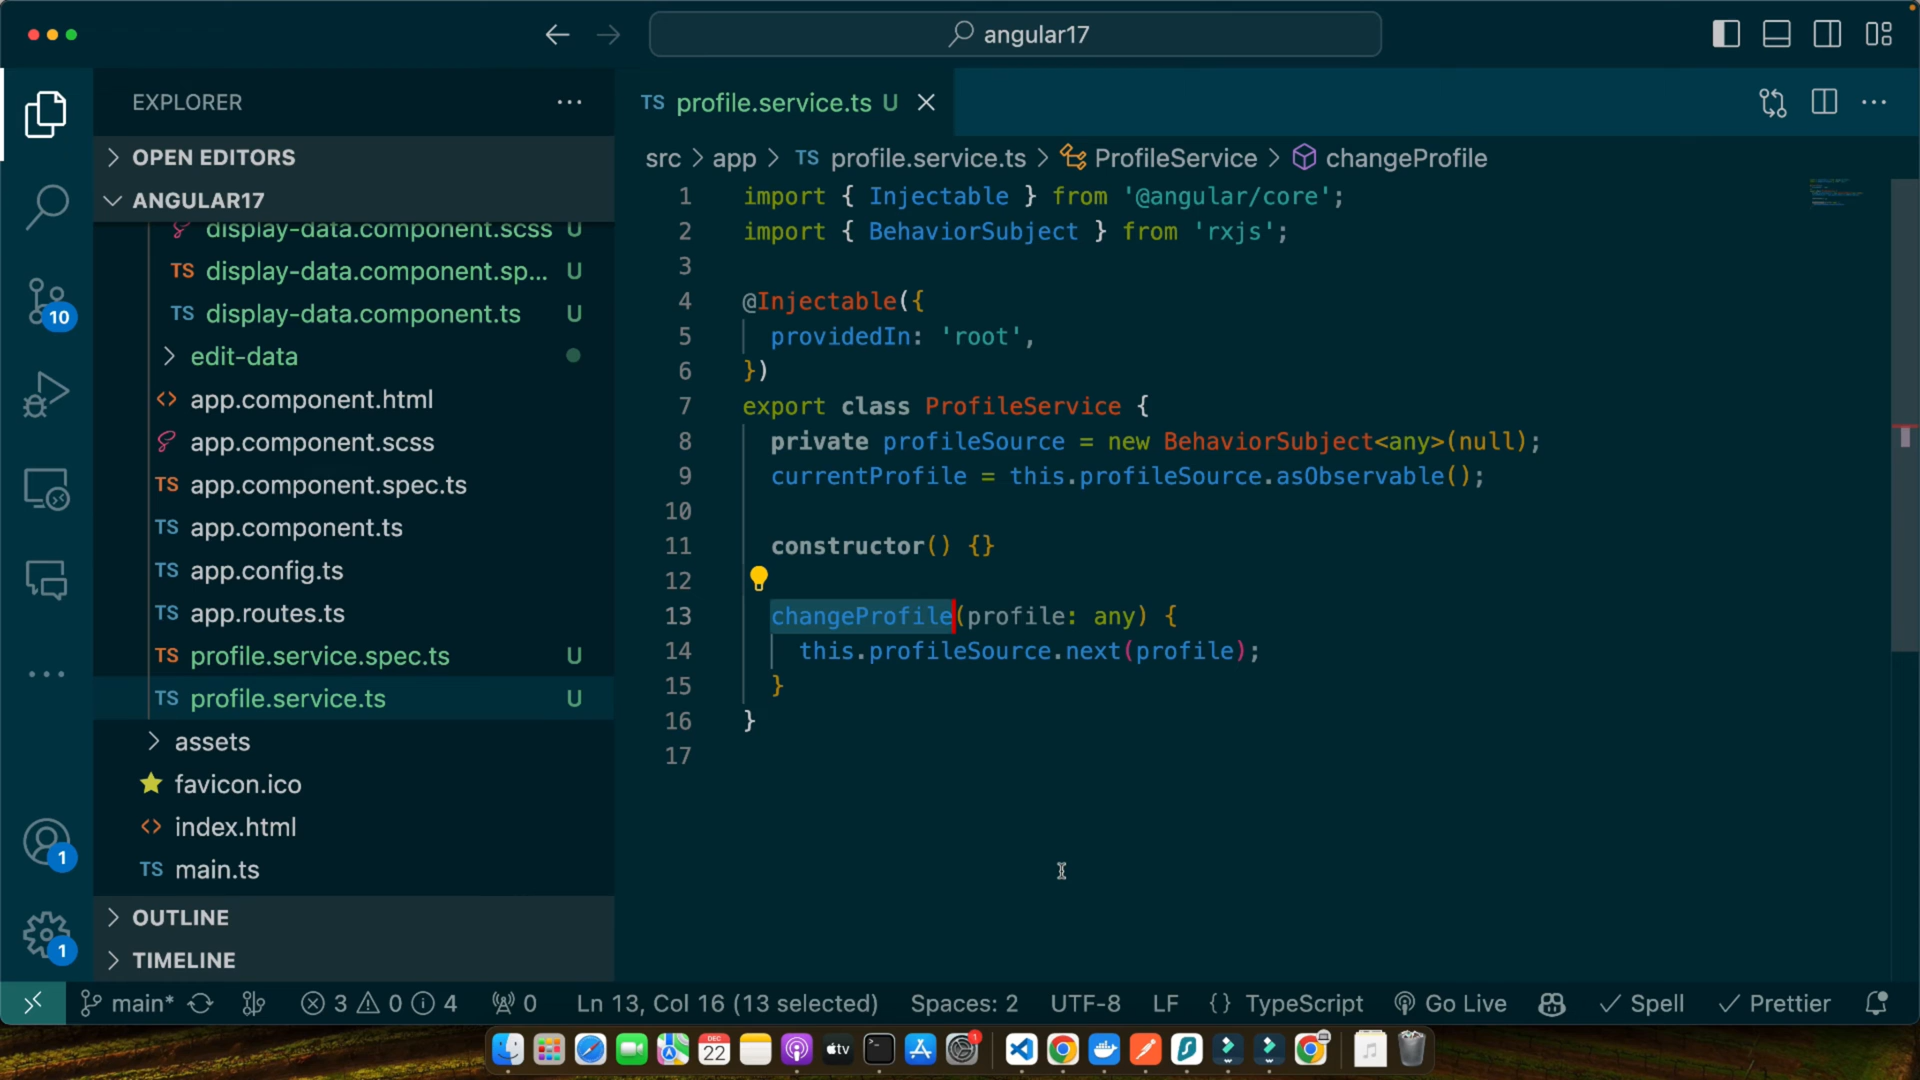 angular17
EXPLORER
OPEN EDITORS
ANGULAR17
display-data.component.scss U
TS display-data.component.sp... U
TS display-data.component.ts U
edit-data
<> app.component.html
app.component.scss
TS app.component.spec.ts
TS app.component.ts
TS app.config.ts
TS app.routes.ts
TS profile.service.spec.ts U
TS profile.service.ts U
assets
favicon.ico
<> index.html
TS main.ts
OUTLINE
TIMELINE
10
1
1
TS profile.service.ts U
src > app > TS profile.service.ts > ProfileService > changeProfile
1 import { Injectable } from '@angular/core';
2 import { BehaviorSubject } from 'rxjs';
3
4 @Injectable({
5 providedIn: 'root',
6 })
7 export class ProfileService {
8 private profileSource = new BehaviorSubject<any>(null);
9 currentProfile = this.profileSource.asObservable();
10
11 constructor() {}
12
13 changeProfile(profile: any) {
14 this.profileSource.next(profile);
15 }
16 }
17
main* 3 0 4 0 Ln 13, Col 16 (13 selected) Spaces: 2 UTF-8 LF {} TypeScript Go Live Spell Prettier
DEC
22
tv
1